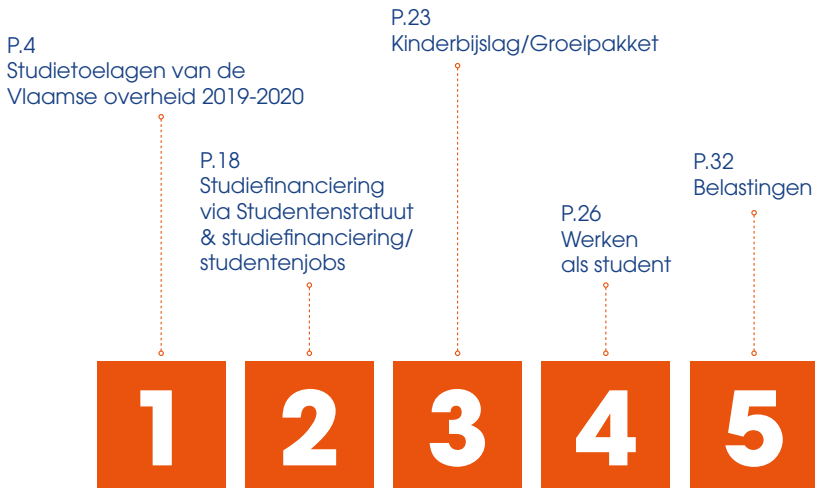 P.4
Studietoelagen van de
Vlaamse overheid 2019-2020
P.18
Studiefinanciering
via Studentenstatuut
& studiefinanciering/
studentenjobs
P.23
Kinderbijslag/Groeipakket
P.26
Werken
als student
P.32
Belastingen
1
2
3
4
5